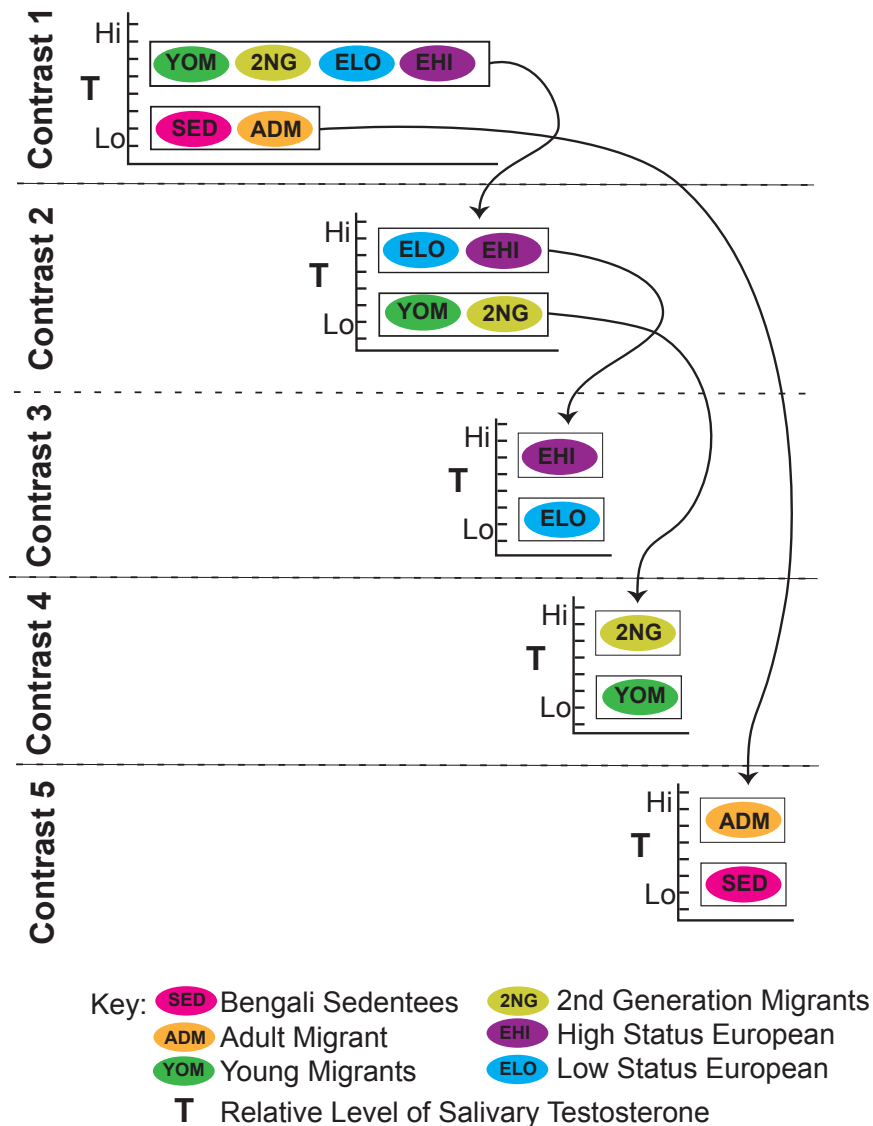 Contrast 1
Hi
T
Lo
YOM 2NG ELO EHI
SED ADM
Contrast 2
Hi
T
Lo
ELO EHI
YOM 2NG
Contrast 3
Hi
T
Lo
EHI
ELO
Contrast 4
Hi
T
Lo
2NG
YOM
Contrast 5
Hi
T
Lo
ADM
SED
Key: SED Bengali Sedentees 2NG 2nd Generation Migrants
ADM Adult Migrant EHI High Status European
YOM Young Migrants ELO Low Status European
T Relative Level of Salivary Testosterone